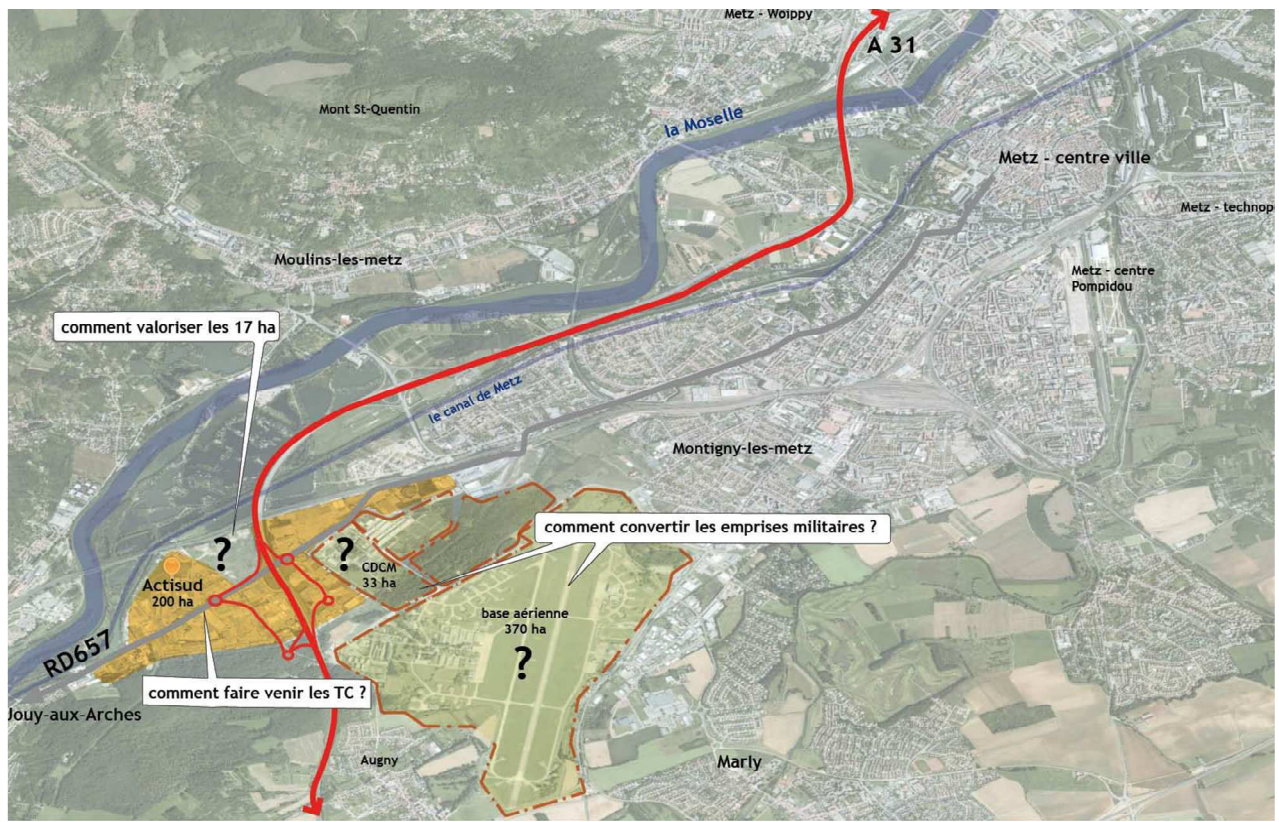 Metz - Woippy
A 31
Mont St-Quentin
la Moselle
Metz - centre ville
Metz - technop
Moulins-les-metz
Metz - centre
Pompidou
comment valoriser les 17 ha
le canal de Metz
Montigny-les-metz
comment convertir les emprises militaires ?
?
?
CDCM
33 ha
Actisud
200 ha
base aérienne
370 ha
?
RD657
comment faire venir les TC ?
Jouy-aux-Arches
Augny
Marly